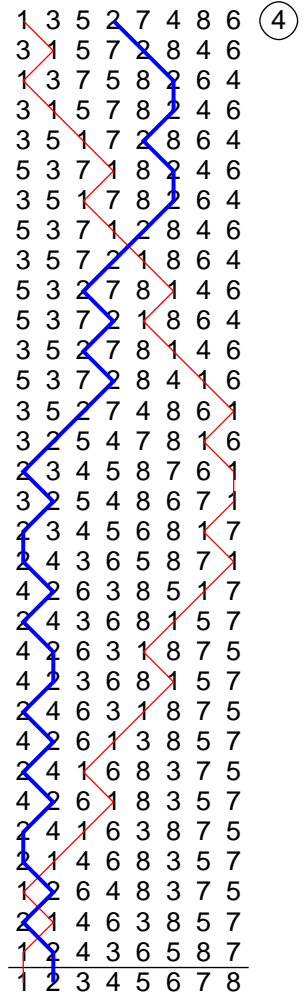 1 3 5 2 7 4 8 6 4
3 1 5 7 2 8 4 6
1 3 7 5 8 2 6 4
3 1 5 7 8 2 4 6
3 5 1 7 2 8 6 4
5 3 7 1 8 2 4 6
3 5 1 7 8 2 6 4
5 3 7 1 2 8 4 6
3 5 7 2 1 8 6 4
5 3 2 7 8 1 4 6
5 3 7 2 1 8 6 4
3 5 2 7 8 1 4 6
5 3 7 2 8 4 1 6
3 5 2 7 4 8 6 1
3 2 5 4 7 8 1 6
2 3 4 5 8 7 6 1
3 2 5 4 8 6 7 1
2 3 4 5 6 8 1 7
2 4 3 6 5 8 7 1
4 2 6 3 8 5 1 7
2 4 3 6 8 1 5 7
4 2 6 3 1 8 7 5
4 2 3 6 8 1 5 7
2 4 6 3 1 8 7 5
4 2 6 1 3 8 5 7
2 4 1 6 8 3 7 5
4 2 6 1 8 3 5 7
2 4 1 6 3 8 7 5
2 1 4 6 8 3 5 7
1 2 6 4 8 3 7 5
2 1 4 6 3 8 5 7
1 2 4 3 6 5 8 7
1 2 3 4 5 6 7 8